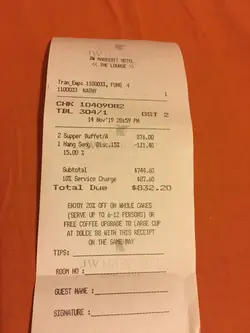 JW MARRIOTT HOTEL
<< THE LOUNGE >>
Tran_Emps 1100033, FUNG 4
1100033 KATHY 1
CHK 10409082
TBL 304/1 GST 2
14 Nov'19 20:59 PM
2 Supper Buffet/A 876.00
1 Hang Seng Disc.15% -131.40
15.00 %
Subtotal $744.60
10% Service Charge $87.60
Total Due $832.20
ENJOY 20% OFF ON WHOLE CAKES
(SERVE UP TO 6-12 PERSONS) OR
FREE COFFEE UPGRADE TO LARGE CUP
AT DOLCE 88 WITH THIS RECEIPT
ON THE SAME DAY
TIPS:
ROOM NO :
GUEST NAME :
SIGNATURE :